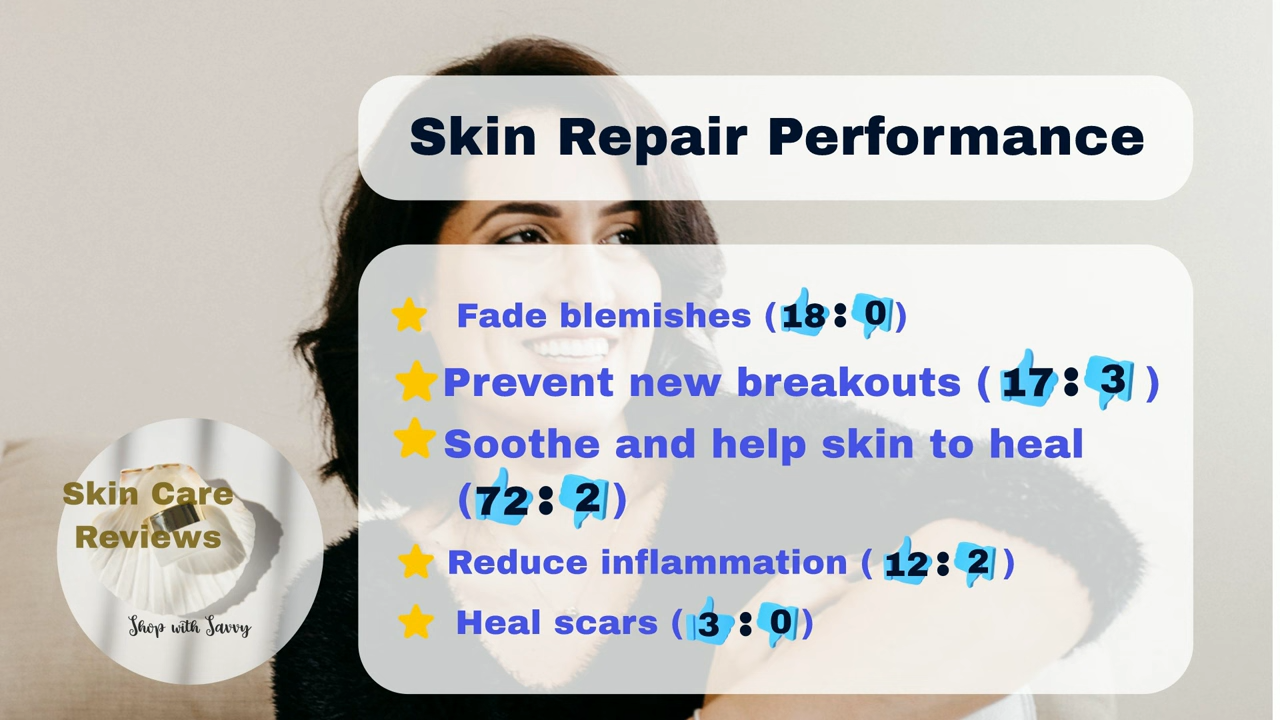 Skin Repair Performance
Fade blemishes (18:0)
Prevent new breakouts (17:3)
Soothe and help skin to heal
(72:2)
Reduce inflammation (12:2)
Heal scars (3:0)
Skin Care
Reviews
Shop with Savvy